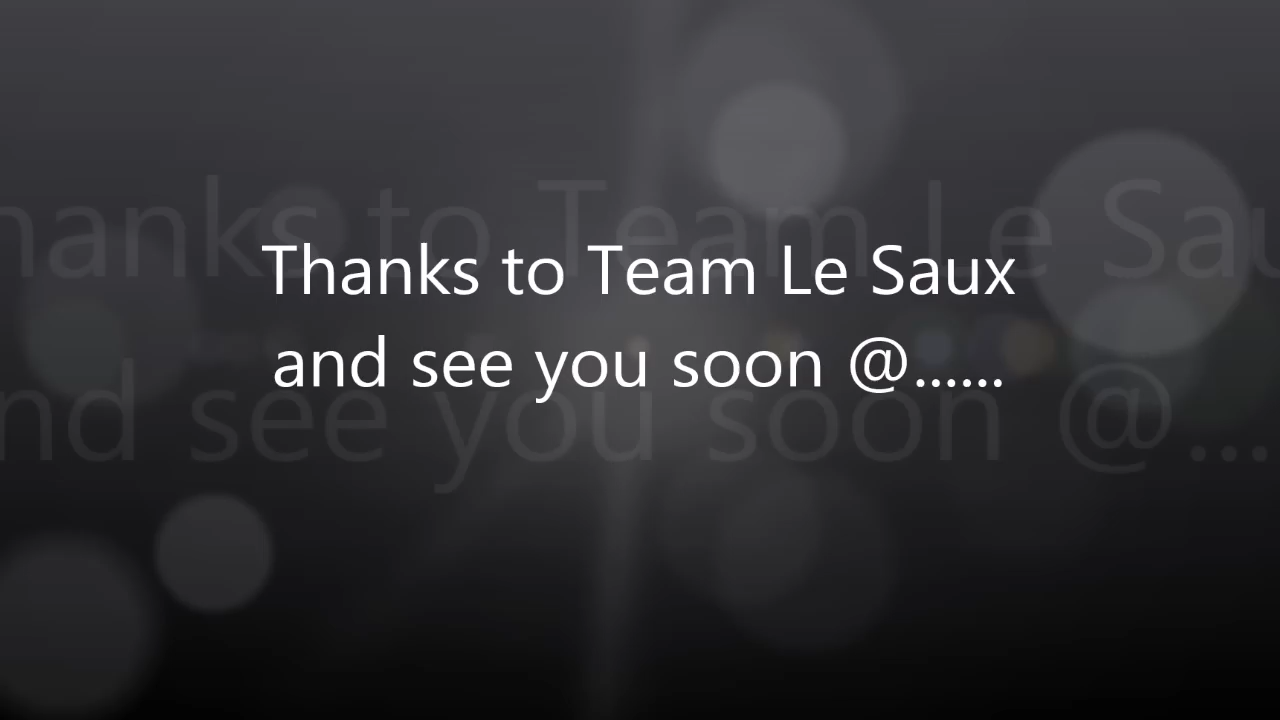 Thanks to Team Le Saux
and see you soon @......